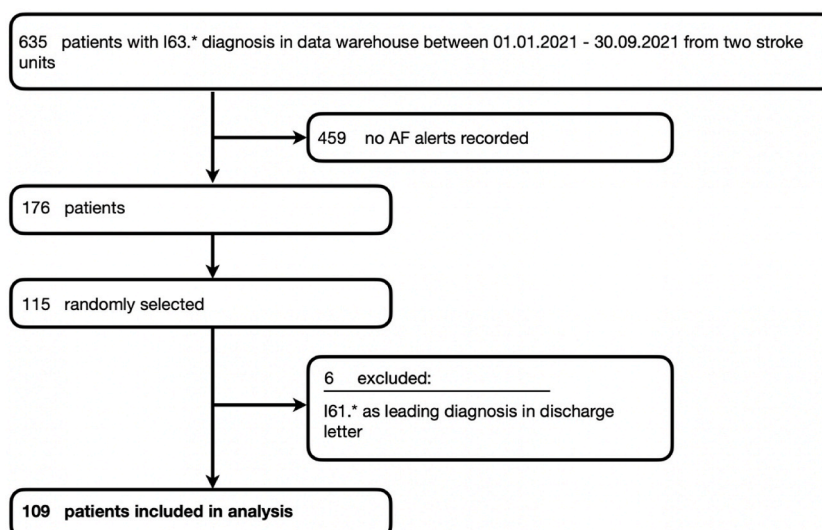 635 patients with I63.* diagnosis in data warehouse between 01.01.2021 - 30.09.2021 from two stroke
units
459 no AF alerts recorded
176 patients
115 randomly selected
6 excluded:
I61.* as leading diagnosis in discharge
letter
109 patients included in analysis